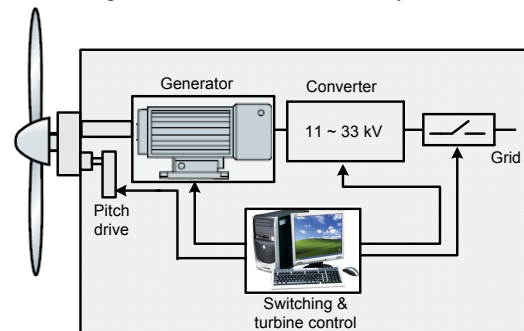 Generator
Converter
11 ~ 33 kV
Grid
Pitch
drive
Switching &
turbine control